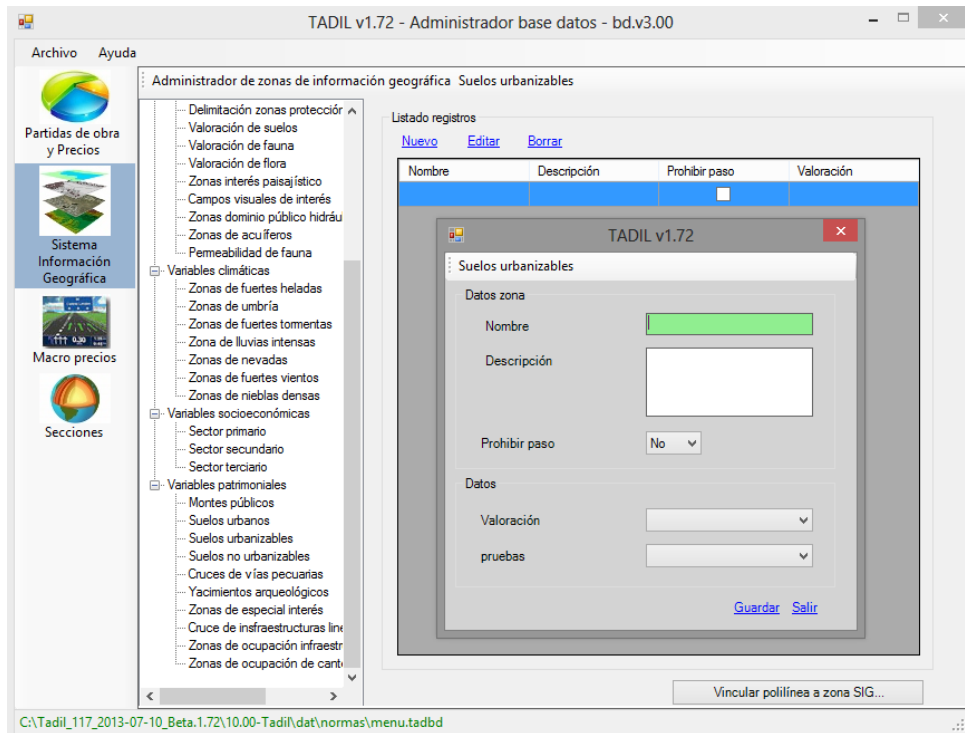 TADIL v1.72 - Administrador base datos - bd.v3.00
Archivo Ayuda
Partidas de obra
y Precios
Sistema
Información
Geográfica
Macro precios
Secciones
Administrador de zonas de información geográfica Suelos urbanizables
Delimitación zonas protecciór
Valoración de suelos
Valoración de fauna
Valoración de flora
Zonas interés paisajístico
Campos visuales de interés
Zonas dominio público hidráu
Zonas de acuíferos
Permeabilidad de fauna
Variables climáticas
Zonas de fuertes heladas
Zonas de umbría
Zonas de fuertes tormentas
Zona de lluvias intensas
Zonas de nevadas
Zonas de fuertes vientos
Zonas de nieblas densas
Variables socioeconómicas
Sector primario
Sector secundario
Sector terciario
Variables patrimoniales
Montes públicos
Suelos urbanos
Suelos urbanizables
Suelos no urbanizables
Cruces de vías pecuarias
Yacimientos arqueológicos
Zonas de especial interés
Cruce de insfraestructuras line
Zonas de ocupación infraestr
Zonas de ocupación de cant
Listado registros
Nuevo Editar Borrar
Nombre Descripción Prohibir paso Valoración
TADIL v1.72
Suelos urbanizables
Datos zona
Nombre
Descripción
Prohibir paso No
Datos
Valoración
pruebas
Guardar Salir
Vincular polilínea a zona SIG...
C:\Tadil_117_2013-07-10_Beta.1.72\10.00-Tadil\dat\normas\menu.tadbd